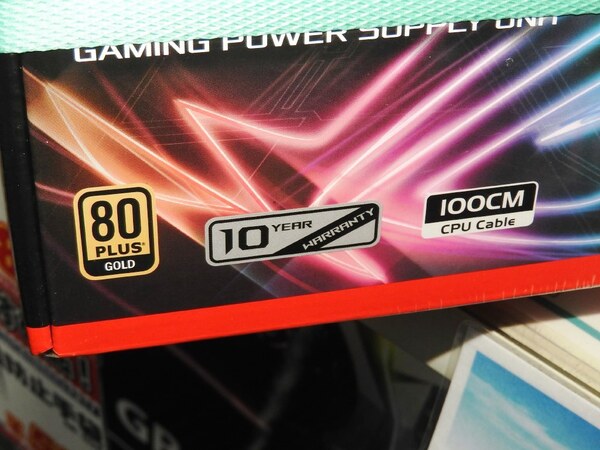 GAMING POWER SUPPLY UNIT
80
PLUS®
GOLD
10 YEAR
WARRANTY
100CM
CPU Cable